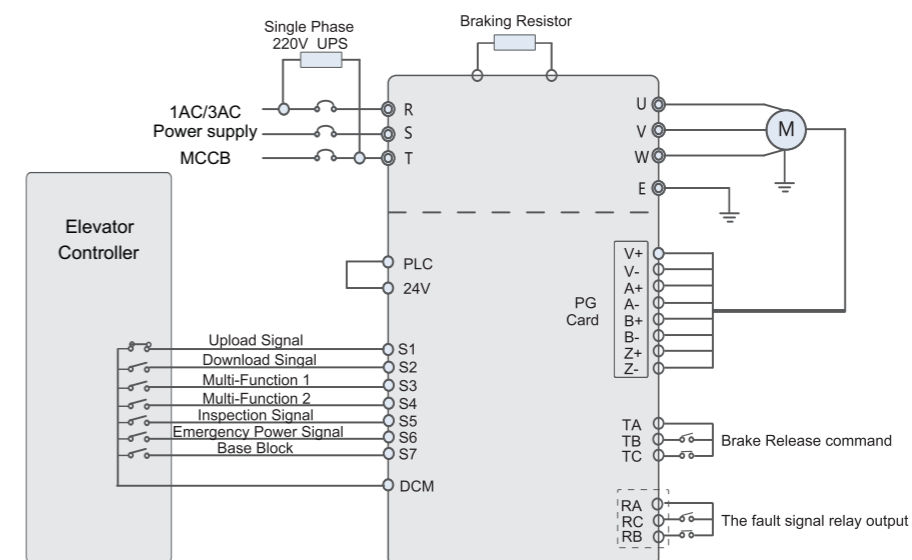 Single Phase
220V UPS
Braking Resistor
1AC/3AC
Power supply
MCCB
R
S
T
U
V
W
E
M
Elevator
Controller
PLC
24V
PG
Card
V+
V-
A+
A-
B+
B-
Z+
Z-
Upload Signal
S1
Download Singal
S2
Multi-Function 1
S3
Multi-Function 2
S4
Inspection Signal
S5
Emergency Power Signal
S6
Base Block
S7
DCM
TA
TB
TC
Brake Release command
RA
RC
RB
The fault signal relay output